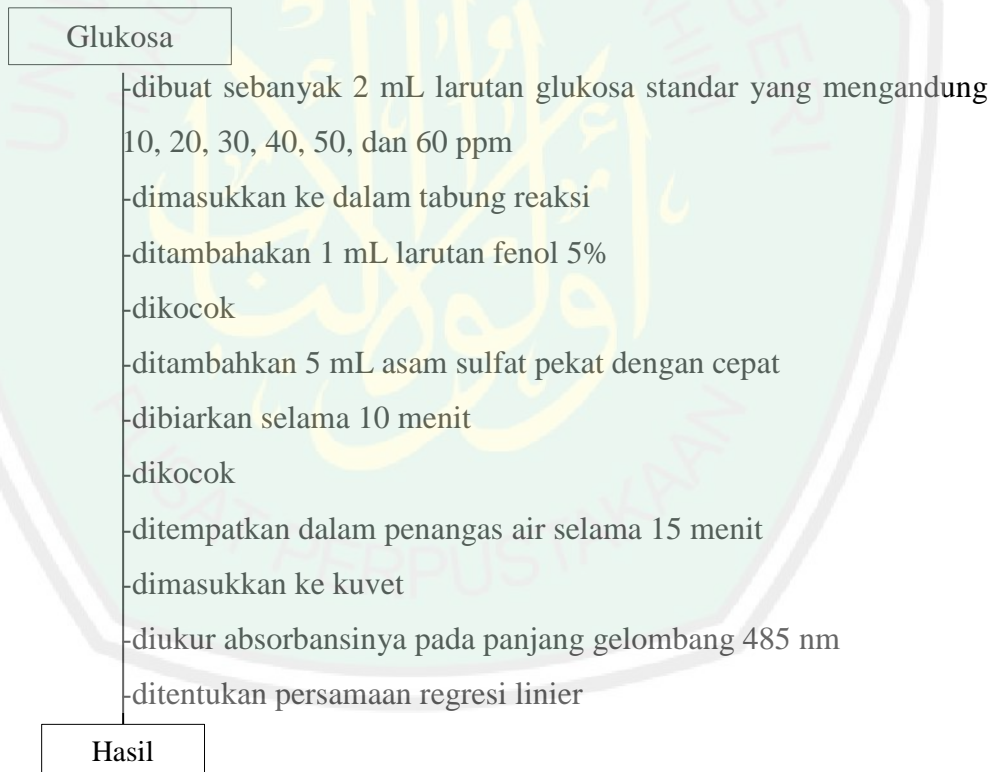 Glukosa
-dibuat sebanyak 2 mL larutan glukosa standar yang mengandung
10, 20, 30, 40, 50, dan 60 ppm
-dimasukkan ke dalam tabung reaksi
-ditambahakan 1 mL larutan fenol 5%
-dikocok
-ditambahkan 5 mL asam sulfat pekat dengan cepat
-dibiarkan selama 10 menit
-dikocok
-ditempatkan dalam penangas air selama 15 menit
-dimasukkan ke kuvet
-diukur absorbansinya pada panjang gelombang 485 nm
-ditentukan persamaan regresi linier
Hasil
PUSAT PERPUSTAKAAN